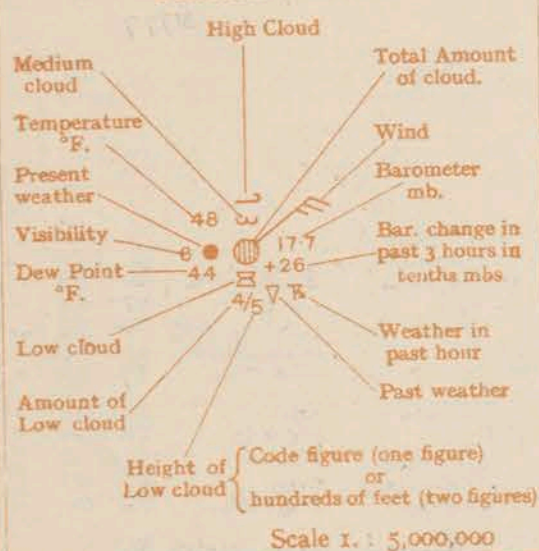 High Cloud
Medium
cloud
Total Amount
of cloud.
Temperature
°F.
Wind
Present
weather
Barometer
mb.
48
Visibility
6
17.7
Bar. change in
past 3 hours in
tenths mbs
+26
Dew Point
°F.
44
4/5
Low cloud
Weather in
past hour
Amount of
Low cloud
Past weather
Height of
Low cloud
Code figure (one figure)
or
hundreds of feet (two figures)
Scale 1. : 5,000,000